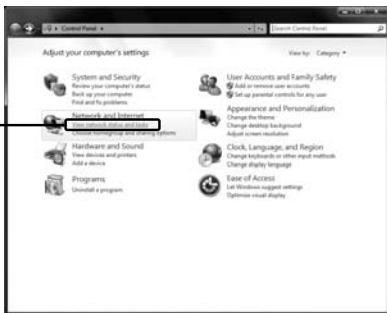 Control Panel
Search Control Panel
Adjust your computer's settings
View by: Category
System and Security
Review your computer's status
Back up your computer
Find and fix problems
Network and Internet
View network status and tasks
Choose homegroup and sharing options
Hardware and Sound
View devices and printers
Add a device
Programs
Uninstall a program
User Accounts and Family Safety
Add or remove user accounts
Set up parental controls for any user
Appearance and Personalization
Change the theme
Change desktop background
Adjust screen resolution
Clock, Language, and Region
Change keyboards or other input methods
Change display language
Ease of Access
Let Windows suggest settings
Optimize visual display